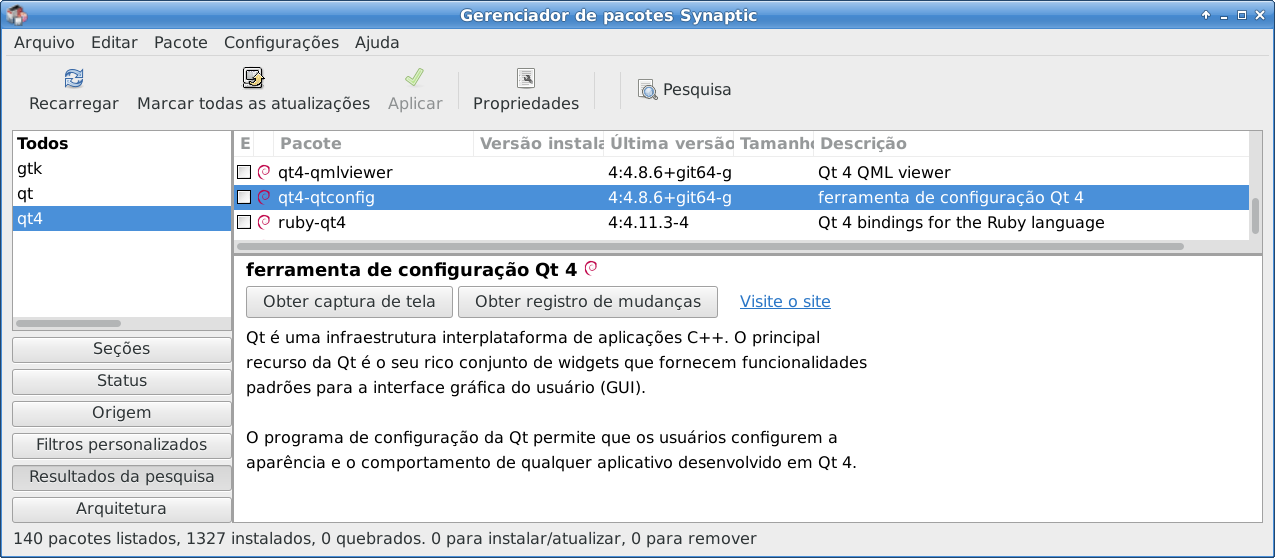 Gerenciador de pacotes Synaptic
Arquivo Editar Pacote Configurações Ajuda
Recarregar Marcar todas as atualizações Aplicar Propriedades Pesquisa
Todos
gtk
qt
qt4
E Pacote Versão instala Última versão Tamanho Descrição
qt4-qmlviewer 4:4.8.6+git64-g Qt 4 QML viewer
qt4-qtconfig 4:4.8.6+git64-g ferramenta de configuração Qt 4
ruby-qt4 4:4.11.3-4 Qt 4 bindings for the Ruby language
ferramenta de configuração Qt 4
Obter captura de tela Obter registro de mudanças Visite o site
Qt é uma infraestrutura interplataforma de aplicações C++. O principal
recurso da Qt é o seu rico conjunto de widgets que fornecem funcionalidades
padrões para a interface gráfica do usuário (GUI).
O programa de configuração da Qt permite que os usuários configurem a
aparência e o comportamento de qualquer aplicativo desenvolvido em Qt 4.
Seções
Status
Origem
Filtros personalizados
Resultados da pesquisa
Arquitetura
140 pacotes listados, 1327 instalados, 0 quebrados. 0 para instalar/atualizar, 0 para remover